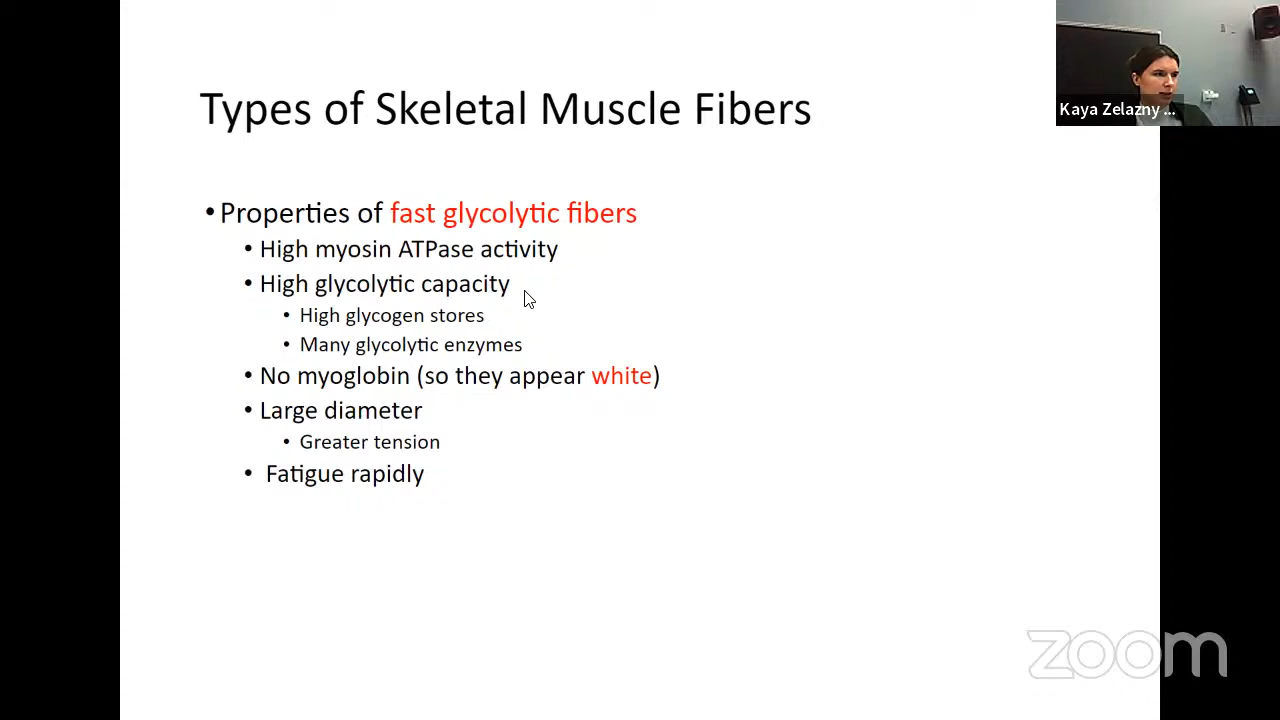 Types of Skeletal Muscle Fibers
• Properties of fast glycolytic fibers
• High myosin ATPase activity
• High glycolytic capacity
• High glycogen stores
• Many glycolytic enzymes
• No myoglobin (so they appear white)
• Large diameter
• Greater tension
• Fatigue rapidly
Kaya Zelazny ...
zoom